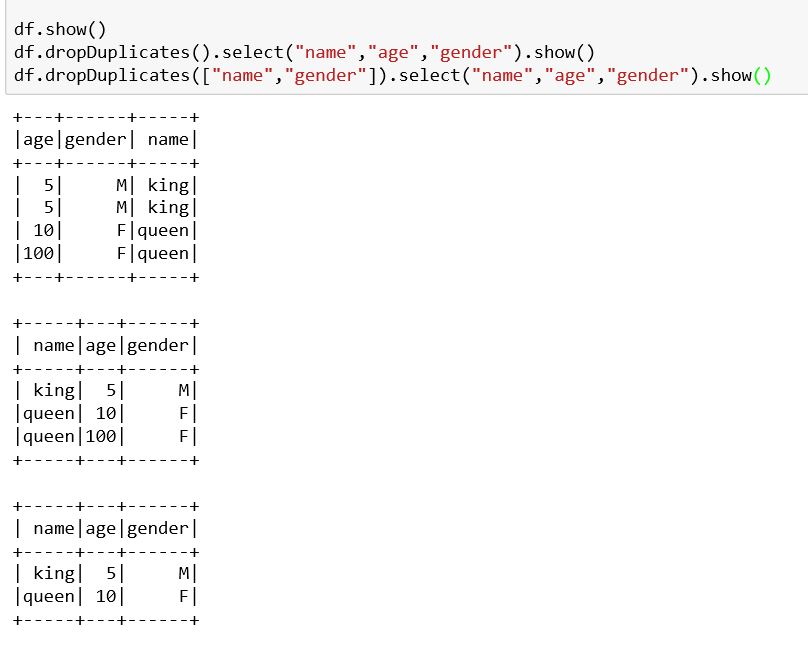 df.show()
df.dropDuplicates().select("name","age","gender").show()
df.dropDuplicates(["name","gender"]).select("name","age","gender").show()
+---+------+-----+
|age|gender| name|
+---+------+-----+
|  5|     M| king|
|  5|     M| king|
| 10|     F|queen|
|100|     F|queen|
+---+------+-----+
+-----+---+------+
| name|age|gender|
+-----+---+------+
| king|  5|     M|
|queen| 10|     F|
|queen|100|     F|
+-----+---+------+
+-----+---+------+
| name|age|gender|
+-----+---+------+
| king|  5|     M|
|queen| 10|     F|
+-----+---+------+